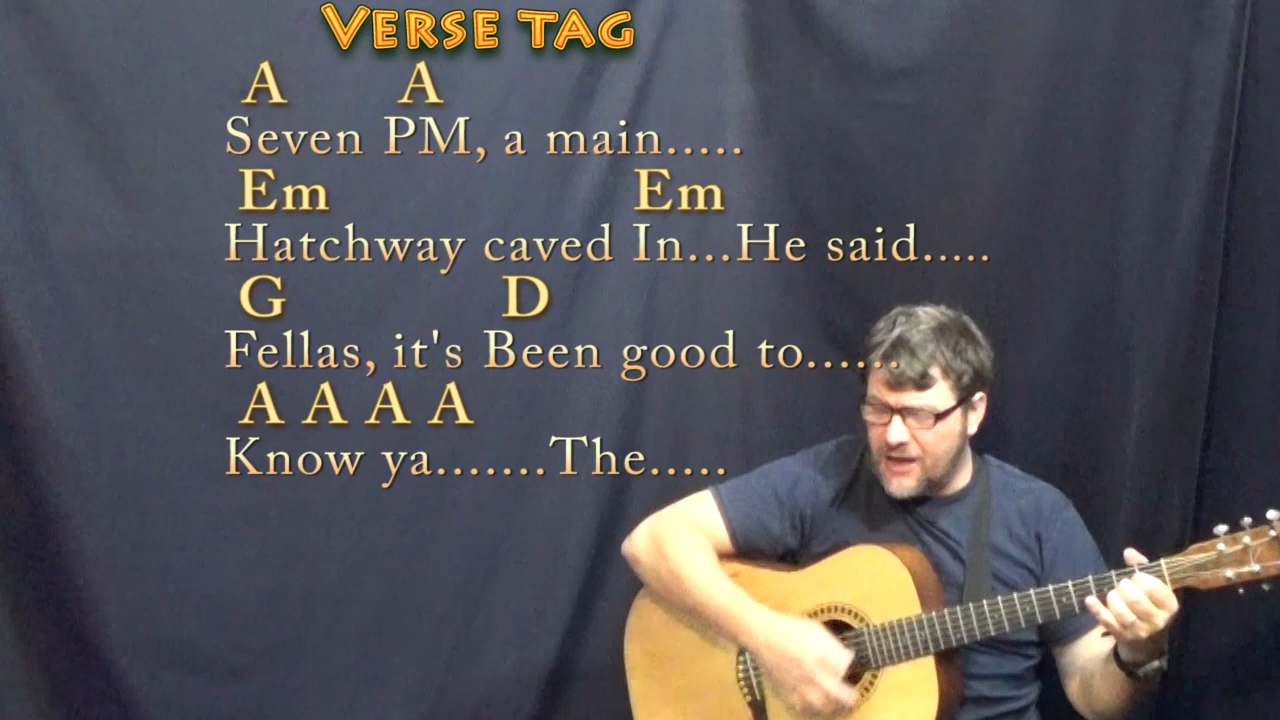 VERSE TAG
A A
Seven PM, a main.....
Em Em
Hatchway caved In...He said.....
G D
Fellas, it's Been good to......
A A A A
Know ya.......The.....